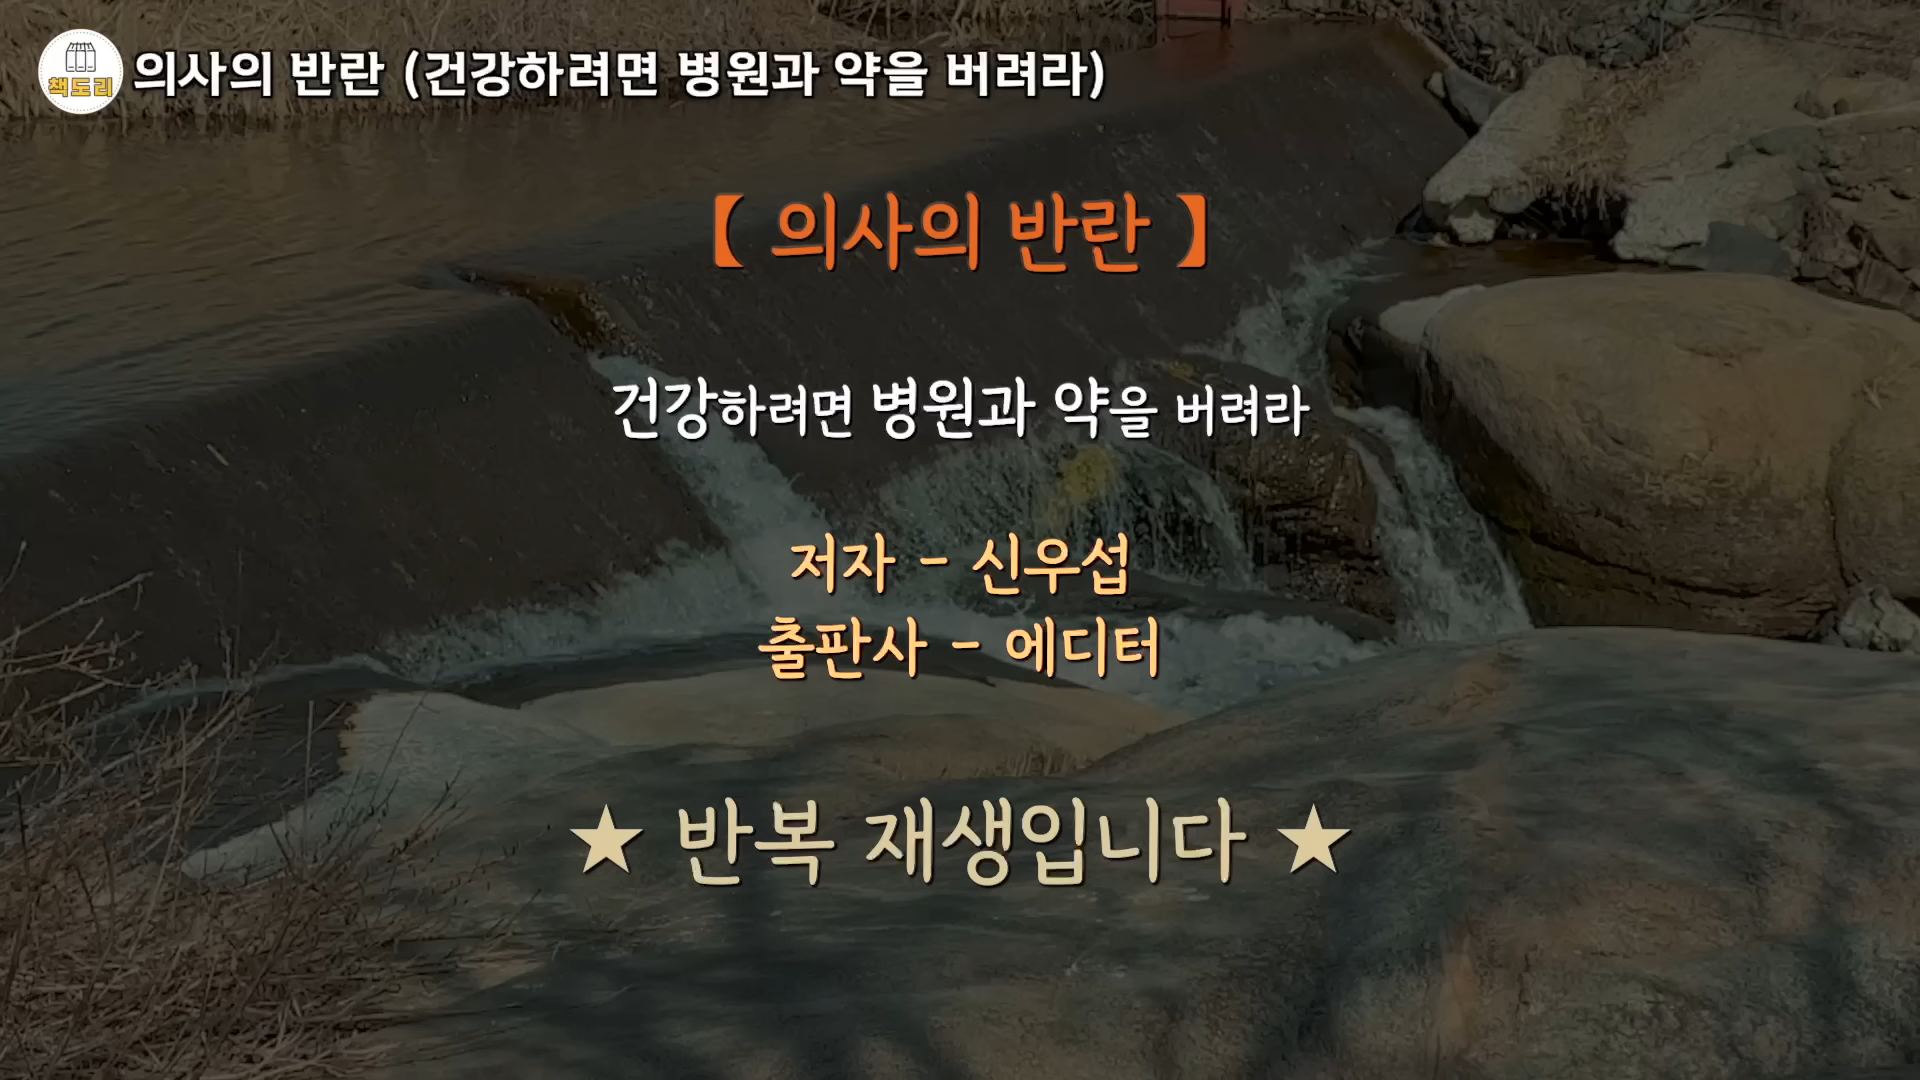 책도리
의사의 반란 (건강하려면 병원과 약을 버려라)
【 의사의 반란 】
건강하려면 병원과 약을 버려라
저자 - 신우섭
출판사 - 에디터
★ 반복 재생입니다 ★